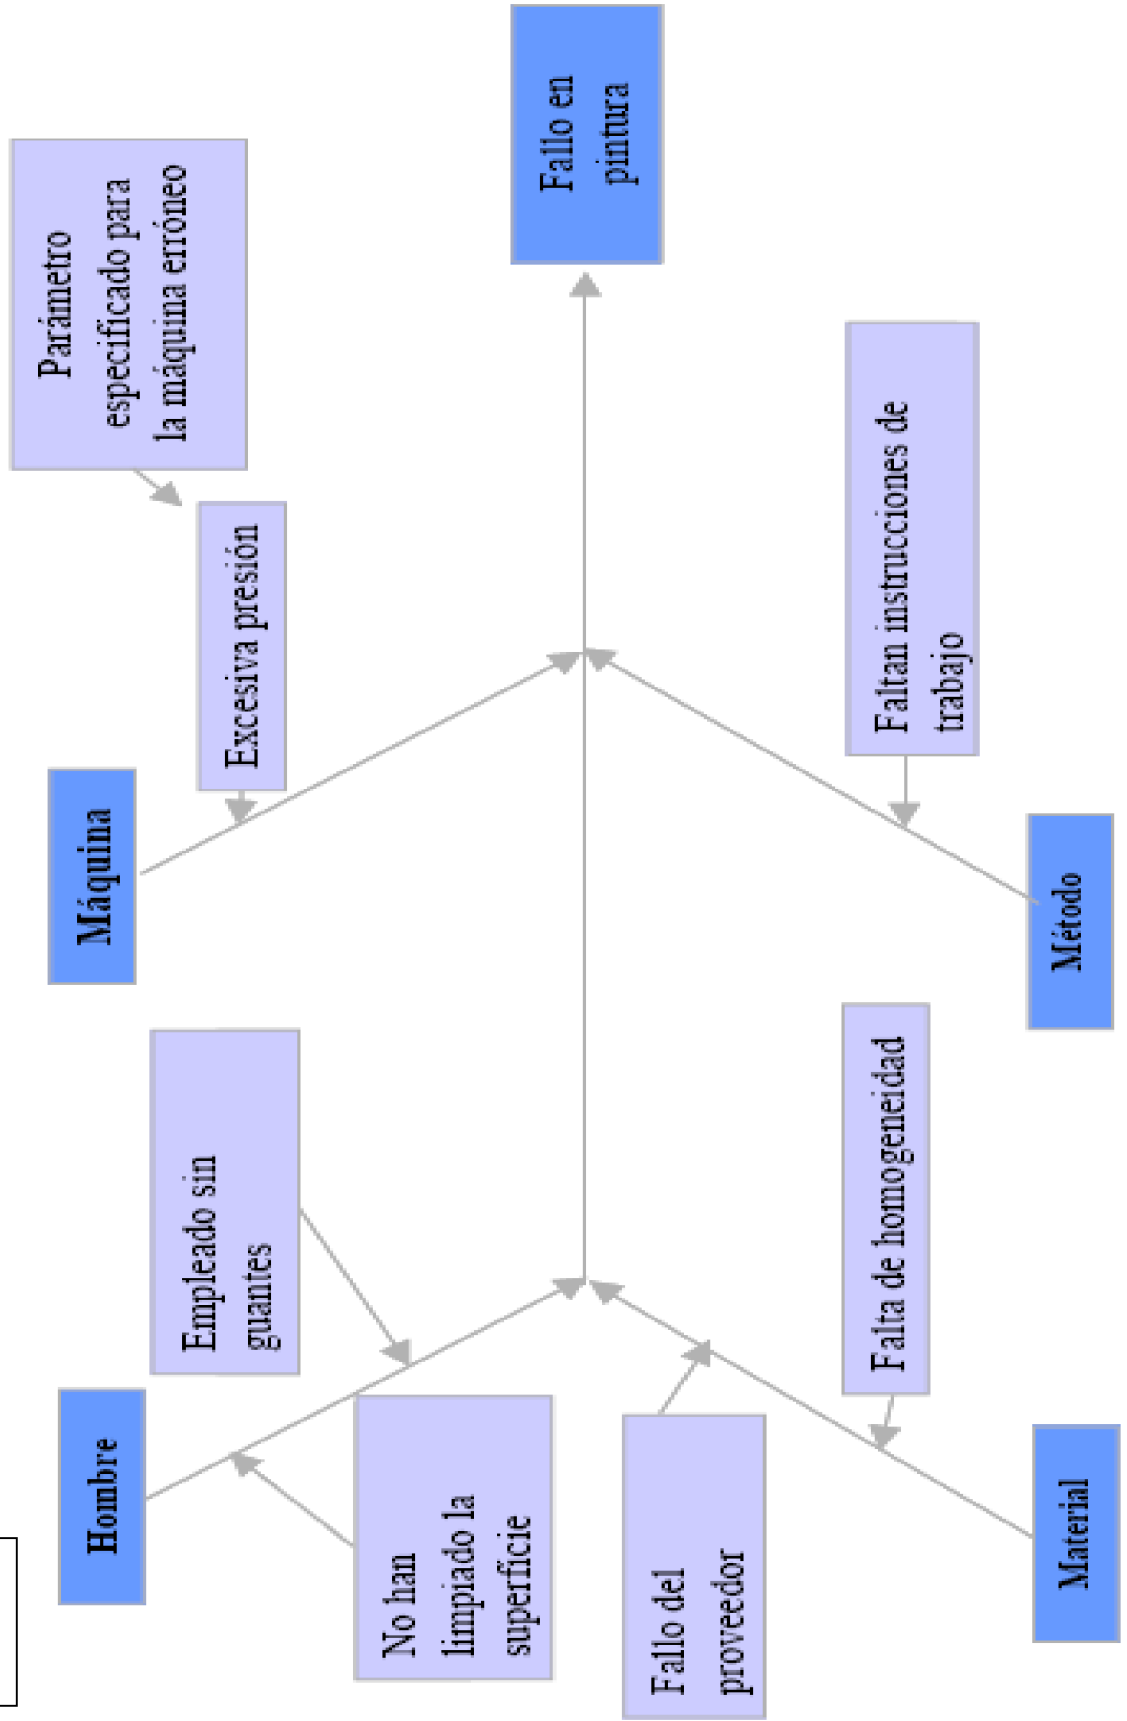 Hombre
Máquina
Empleado sin
guantes
Parámetro
especificado para
la máquina erróneo
Excesiva presión
No han
limpiado la
superficie
Fallo en
pintura
Fallo del
proveedor
Falta de homogeneidad
Faltan instrucciones de
trabajo
Material
Método